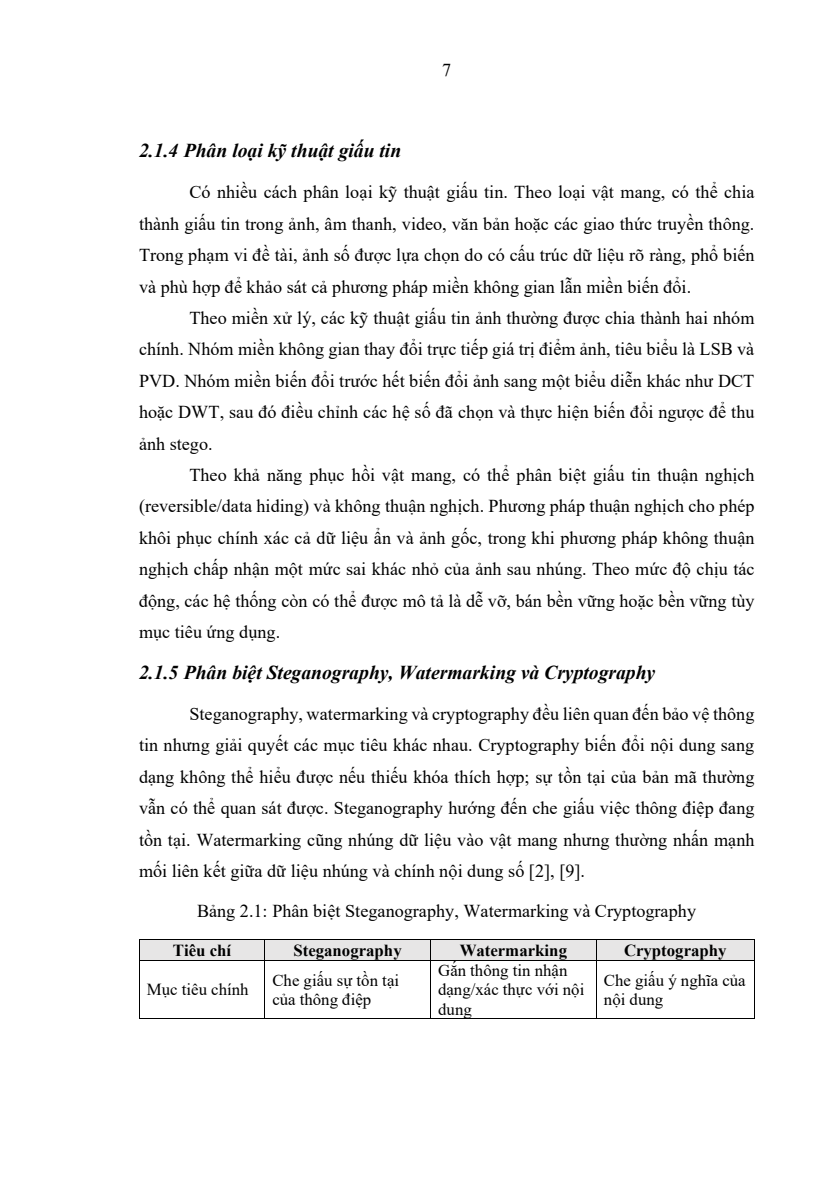 7
2.1.4 Phân loại kỹ thuật giấu tin
Có nhiều cách phân loại kỹ thuật giấu tin. Theo loại vật mang, có thể chia
thành giấu tin trong ảnh, âm thanh, video, văn bản hoặc các giao thức truyền thông.
Trong phạm vi đề tài, ảnh số được lựa chọn do có cấu trúc dữ liệu rõ ràng, phổ biến
và phù hợp để khảo sát cả phương pháp miền không gian lẫn miền biến đổi.
Theo miền xử lý, các kỹ thuật giấu tin ảnh thường được chia thành hai nhóm
chính. Nhóm miền không gian thay đổi trực tiếp giá trị điểm ảnh, tiêu biểu là LSB và
PVD. Nhóm miền biến đổi trước hết biến đổi ảnh sang một biểu diễn khác như DCT
hoặc DWT, sau đó điều chỉnh các hệ số đã chọn và thực hiện biến đổi ngược để thu
ảnh stego.
Theo khả năng phục hồi vật mang, có thể phân biệt giấu tin thuận nghịch
(reversible/data hiding) và không thuận nghịch. Phương pháp thuận nghịch cho phép
khôi phục chính xác cả dữ liệu ẩn và ảnh gốc, trong khi phương pháp không thuận
nghịch chấp nhận một mức sai khác nhỏ của ảnh sau nhúng. Theo mức độ chịu tác
động, các hệ thống còn có thể được mô tả là dễ vỡ, bán bền vững hoặc bền vững tùy
mục tiêu ứng dụng.
2.1.5 Phân biệt Steganography, Watermarking và Cryptography
Steganography, watermarking và cryptography đều liên quan đến bảo vệ thông
tin nhưng giải quyết các mục tiêu khác nhau. Cryptography biến đổi nội dung sang
dạng không thể hiểu được nếu thiếu khóa thích hợp; sự tồn tại của bản mã thường
vẫn có thể quan sát được. Steganography hướng đến che giấu việc thông điệp đang
tồn tại. Watermarking cũng nhúng dữ liệu vào vật mang nhưng thường nhấn mạnh
mối liên kết giữa dữ liệu nhúng và chính nội dung số [2], [9].
Bảng 2.1: Phân biệt Steganography, Watermarking và Cryptography
Tiêu chí Steganography Watermarking Cryptography
Mục tiêu chính
Che giấu sự tồn tại
của thông điệp
Gắn thông tin nhận
dạng/xác thực với nội
dung
Che giấu ý nghĩa của
nội dung